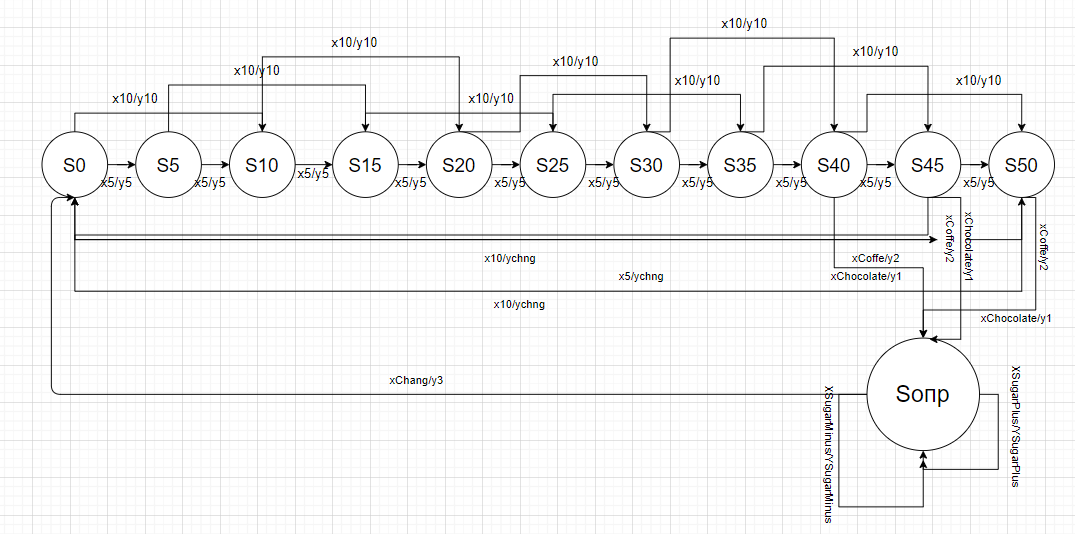 x10/y10
x10/y10
x10/y10
x10/y10
x10/y10
x10/y10
x10/y10
x10/y10
x10/y10
S0
S5
S10
S15
S20
S25
S30
S35
S40
S45
S50
x5/y5
x5/y5
x5/y5
x5/y5
x5/y5
x5/y5
x5/y5
x5/y5
x5/y5
x5/y5
xCoffe/y2
xChocolate/y1
xCoffe/y2
x10/ychng
xCoffe/y2
x5/ychng
xChocolate/y1
x10/ychng
xChocolate/y1
xChang/y3
Sопр
XSugarMinus/YSugarMinus
XSugarPlus/YSugarPlus